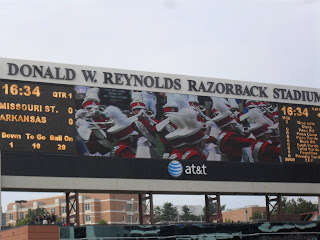 DONALD W. REYNOLDS RAZORBACK STADIUM
16:34 QTR 1
MISSOURI ST. 0
ARKANSAS 0
Down To Go Ball On
1 10 20
at&t
16:34